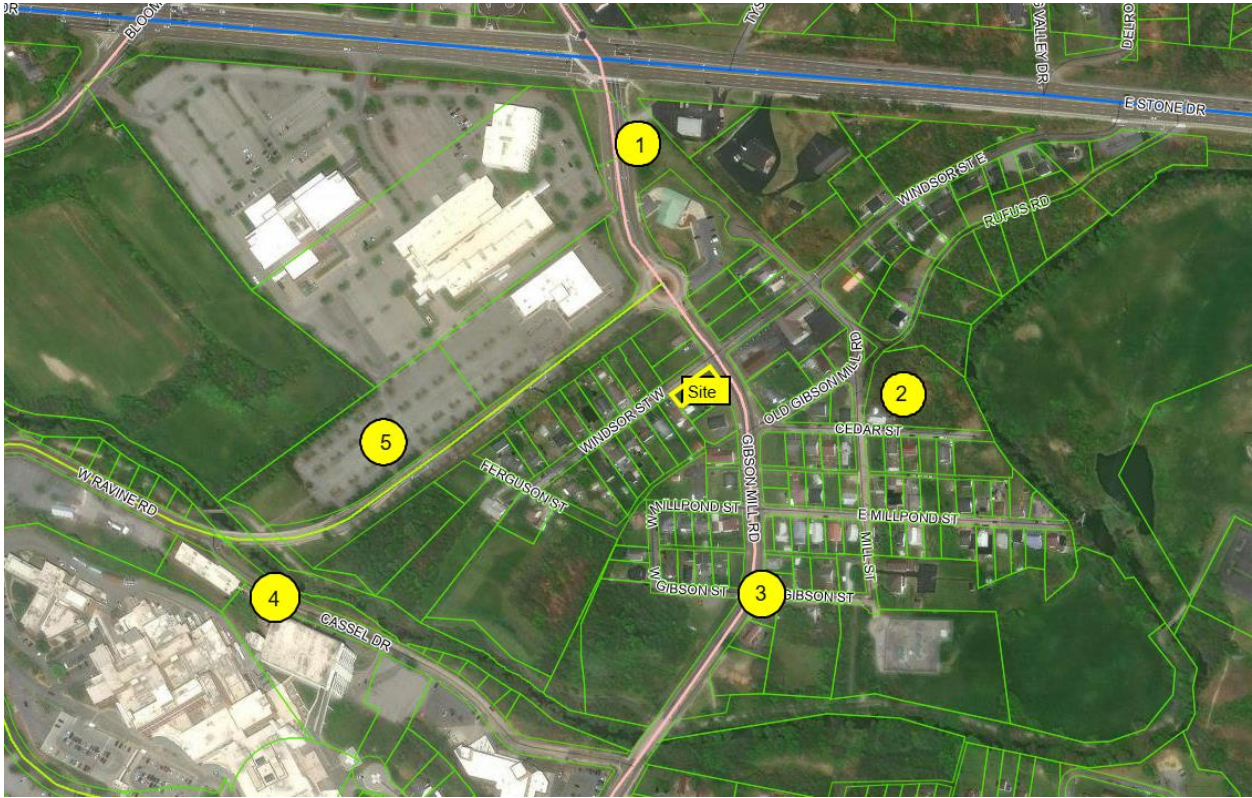 DR
BLOOM
TYS
S VALLEY DR
DELRO
E STONE DR
1
WINDSOR ST E
RUFUS RD
Site
2
OLD GIBSON MILL RD
CEDAR ST
WINDSOR ST W
5
FERGUSON ST
GIBSON MILL RD
W RAVINE RD
W MILLPOND ST
E MILLPOND ST
MILL ST
W GIBSON ST
3
GIBSON ST
4
CASSEL DR